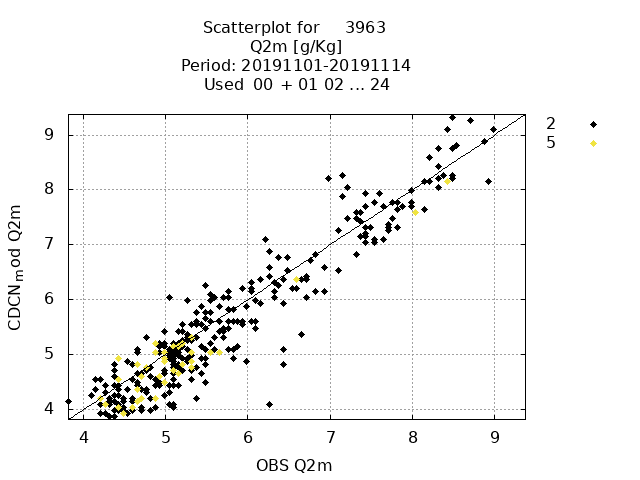 Scatterplot for 3963
Q2m [g/Kg]
Period: 20191101-20191114
Used 00 + 01 02 ... 24
2
5
9
8
7
6
5
4
CDCNmod Q2m
4 5 6 7 8 9
OBS Q2m